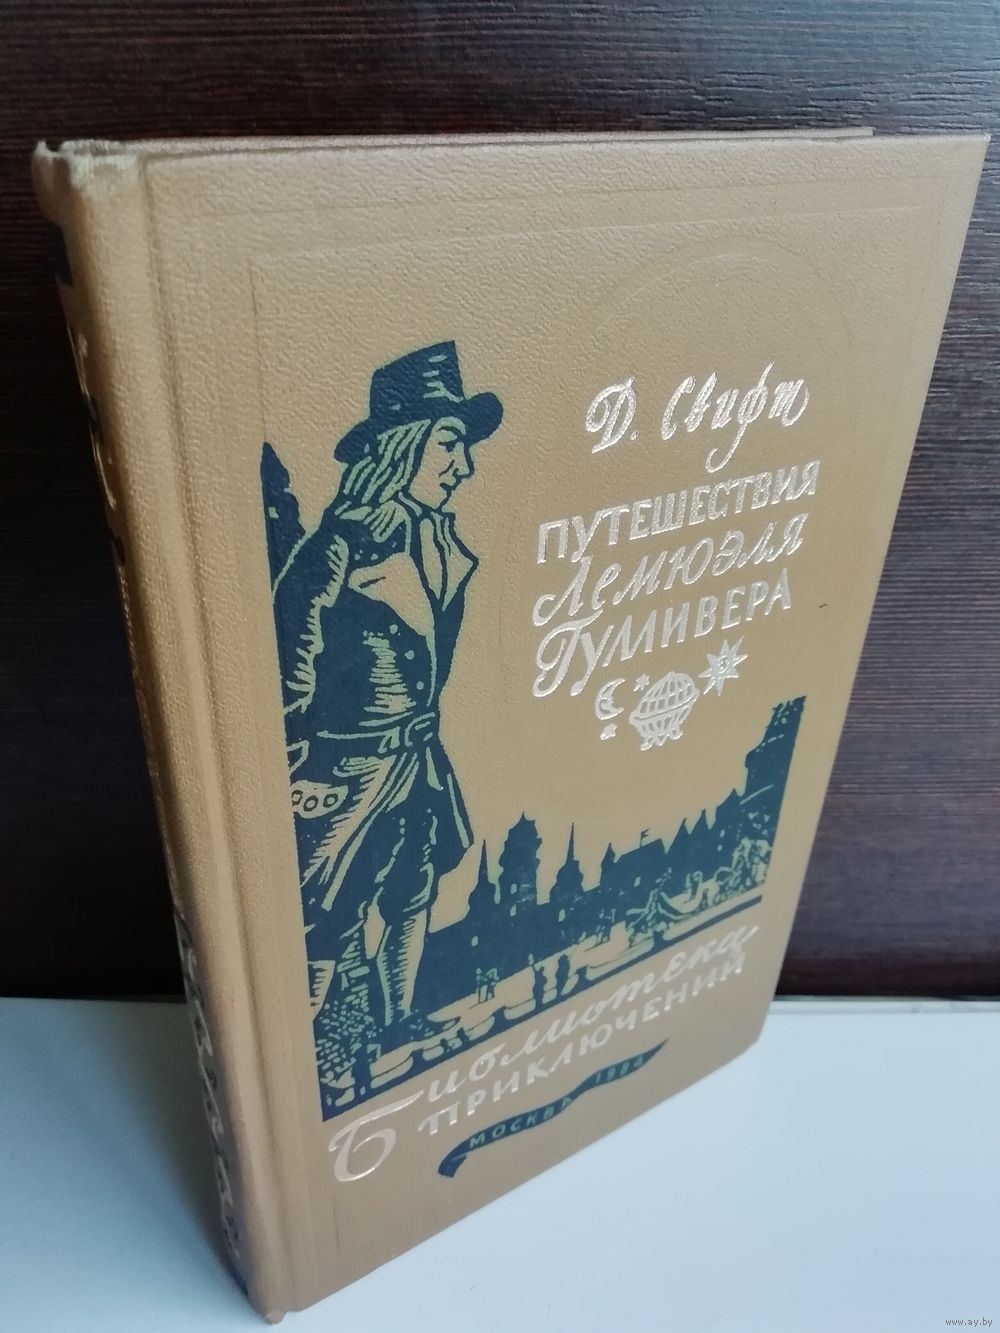 Д. Свифт
ПУТЕШЕСТВИЯ
Лемюэля
ГУЛЛИВЕРА
Библиотека
ПРИКЛЮЧЕНИЙ
МОСКВА 1984
www.ay.by